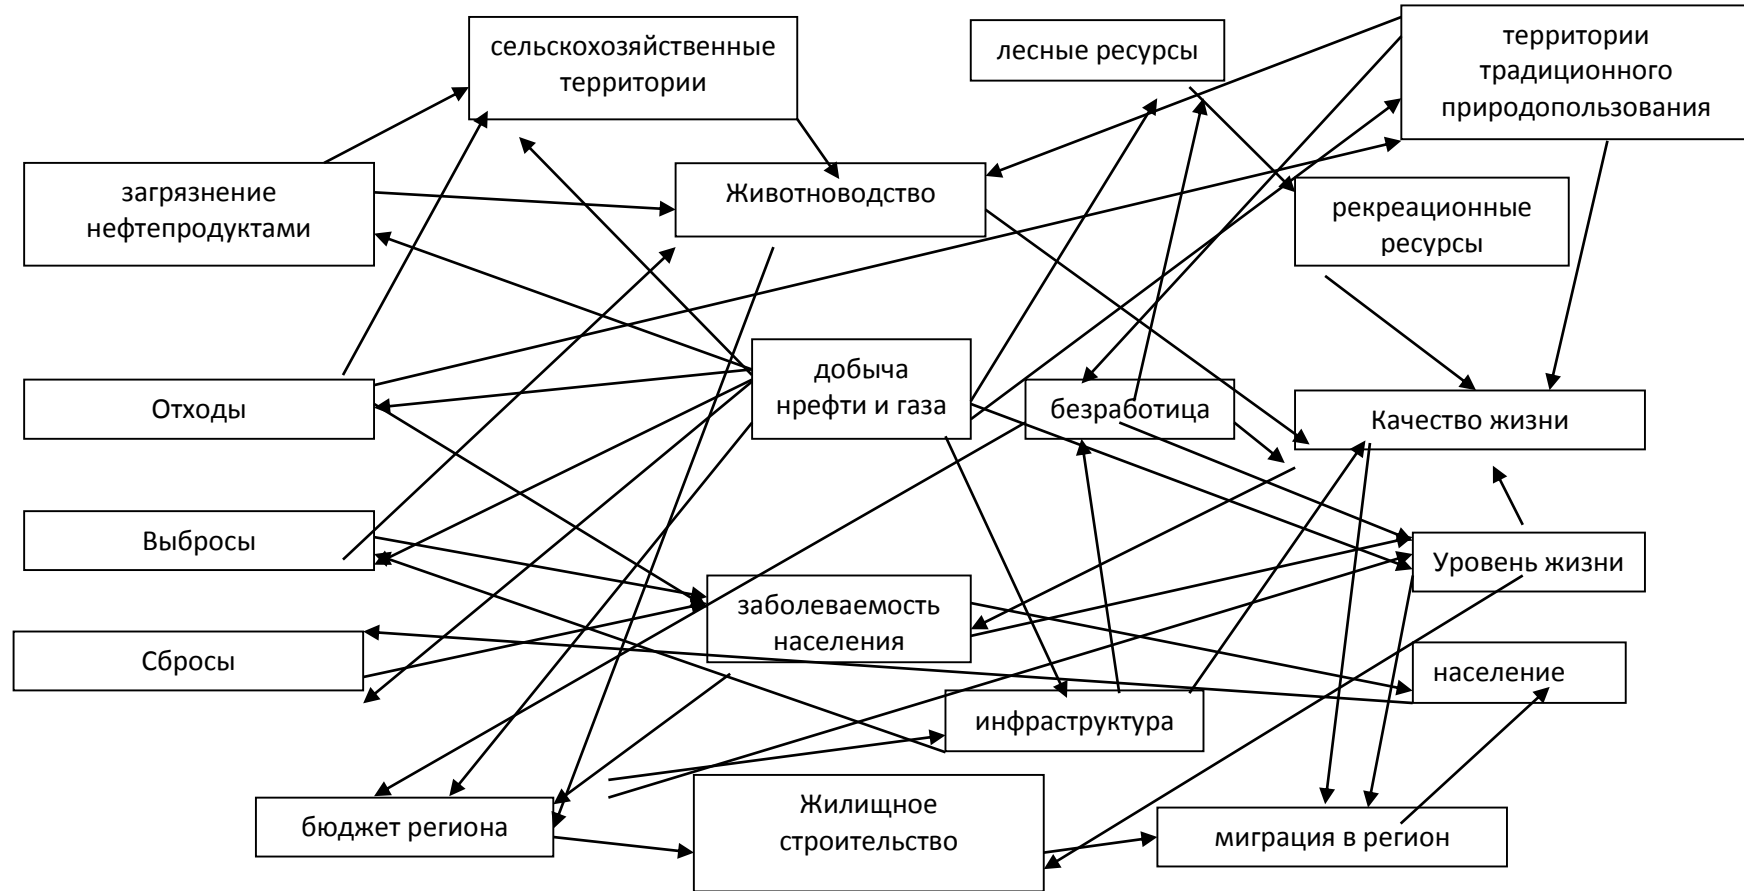 сельскохозяйственные
территории
лесные ресурсы
территории
традиционного
природопользования
загрязнение
нефтепродуктами
Животноводство
рекреационные
ресурсы
Отходы
добыча
нрефти и газа
безработица
Качество жизни
Выбросы
Уровень жизни
заболеваемость
населения
Сбросы
население
инфраструктура
бюджет региона
Жилищное
строительство
миграция в регион